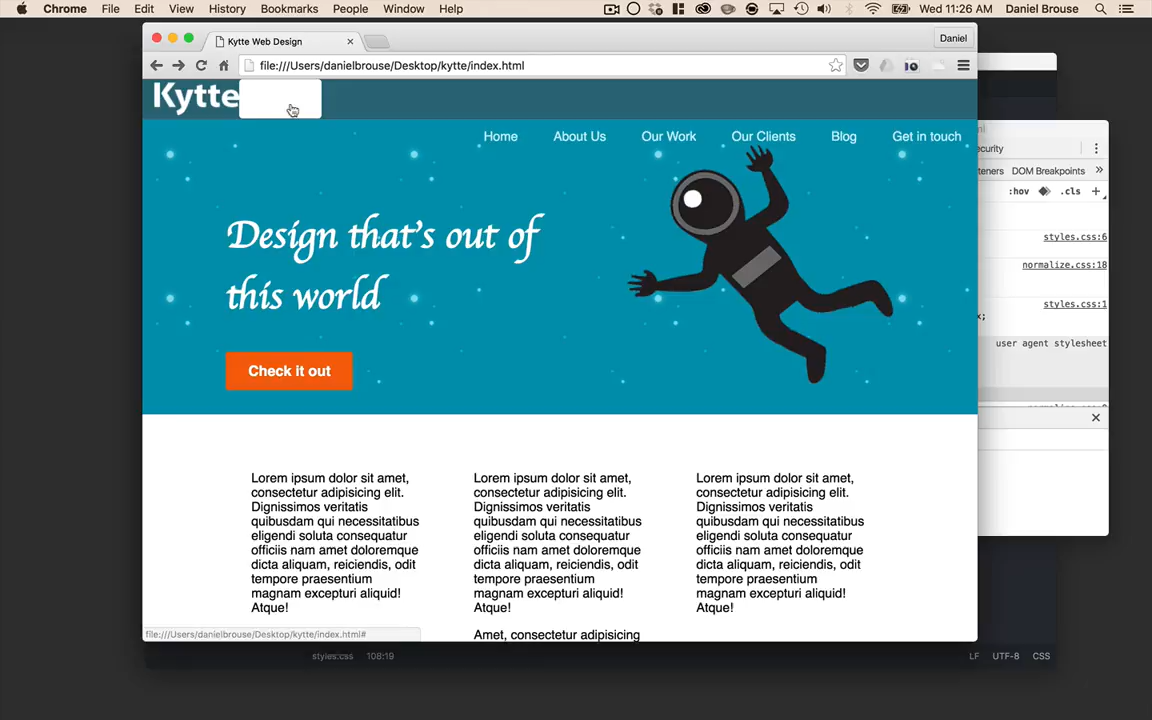 Chrome File Edit View History Bookmarks People Window Help Wed 11:26 AM Daniel Brouse
Kytte Web Design
Daniel
file:///Users/danielbrouse/Desktop/kytte/index.html
Kytte
Home About Us Our Work Our Clients Blog Get in touch
Design that's out of
this world
Check it out
Lorem ipsum dolor sit amet,
consectetur adipisicing elit.
Dignissimos veritatis
quibusdam qui necessitatibus
eligendi soluta consequatur
officiis nam amet doloremque
dicta aliquam, reiciendis, odit
tempore praesentium
magnam excepturi aliquid!
Atque!
Lorem ipsum dolor sit amet,
consectetur adipisicing elit.
Dignissimos veritatis
quibusdam qui necessitatibus
eligendi soluta consequatur
officiis nam amet doloremque
dicta aliquam, reiciendis, odit
tempore praesentium
magnam excepturi aliquid!
Atque!
Amet, consectetur adipisicing
Lorem ipsum dolor sit amet,
consectetur adipisicing elit.
Dignissimos veritatis
quibusdam qui necessitatibus
eligendi soluta consequatur
officiis nam amet doloremque
dicta aliquam, reiciendis, odit
tempore praesentium
magnam excepturi aliquid!
Atque!
file:///Users/danielbrouse/Desktop/kytte/index.html#
ecurity
teners DOM Breakpoints »
:hov .cls +
styles.css:6
normalize.css:18
styles.css:1
user agent stylesheet
styles.css 108:19 LF UTF-8 CSS